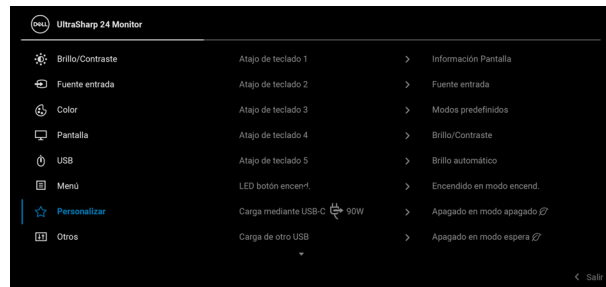 DELL UltraSharp 24 Monitor
Brillo/Contraste Atajo de teclado 1 > Información Pantalla
Fuente entrada Atajo de teclado 2 > Fuente entrada
Color Atajo de teclado 3 > Modos predefinidos
Pantalla Atajo de teclado 4 > Brillo/Contraste
USB Atajo de teclado 5 > Brillo automático
Menú LED botón encend. > Encendido en modo encend.
Personalizar Carga mediante USB-C 90W > Apagado en modo apagado
Otros Carga de otro USB > Apagado en modo espera
< Salir